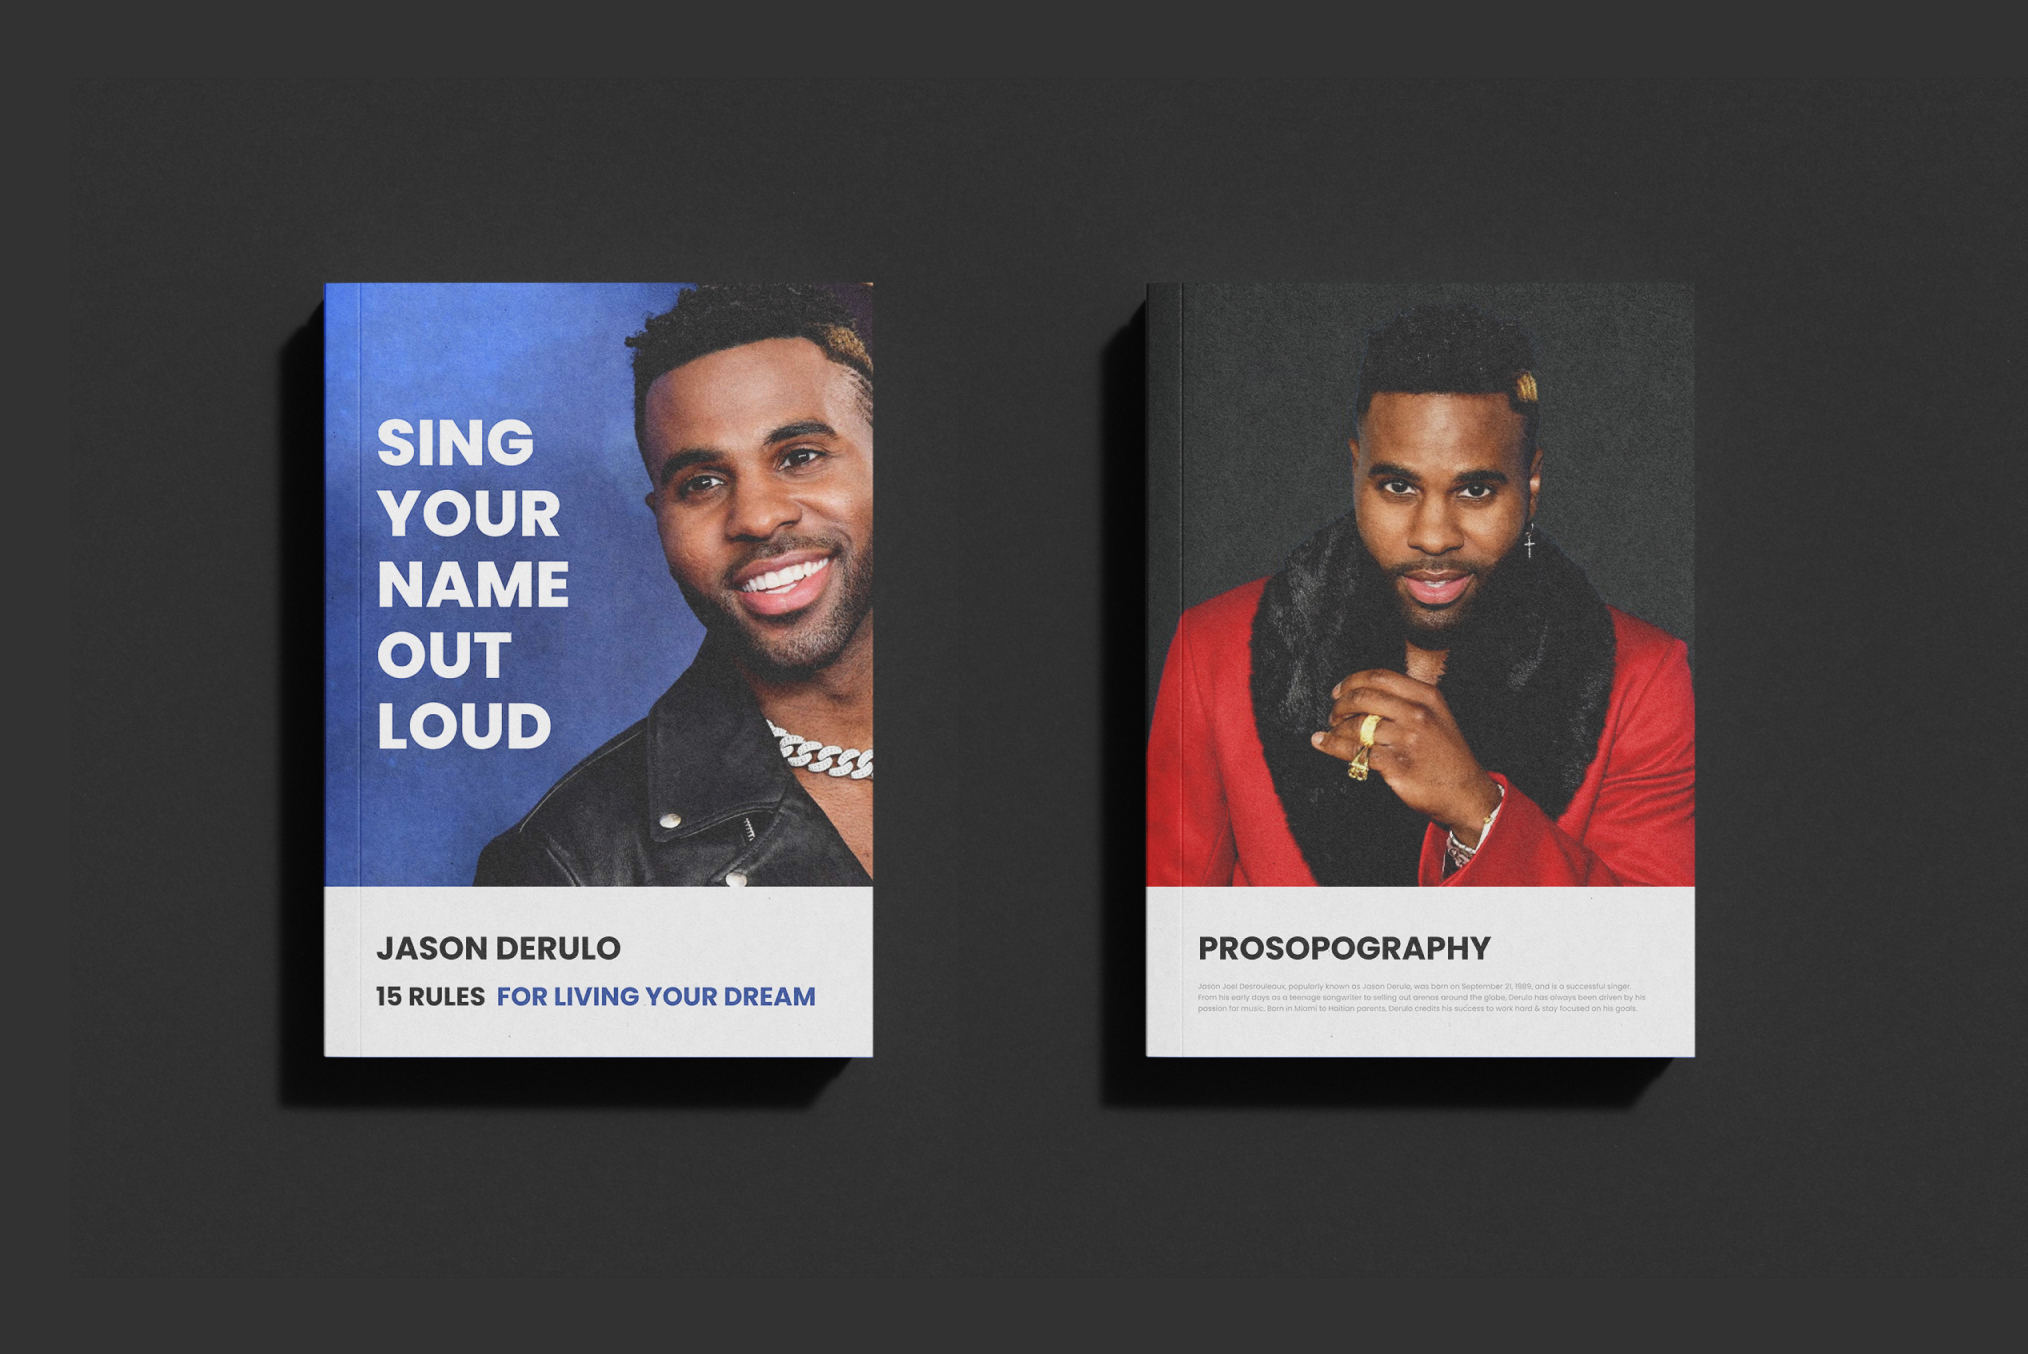 SING
YOUR
NAME
OUT
LOUD
JASON DERULO
15 RULES FOR LIVING YOUR DREAM
PROSOPOGRAPHY
Jason Joel Desrouleaux, popularly known as Jason Derulo, was born on September 21, 1989, and is a successful singer.
From his early days as a teenage songwriter to selling out arenas around the globe, Derulo has always been driven by his
passion for music. Born in Miami to Haitian parents, Derulo credits his success to work hard & stay focused on his goals.